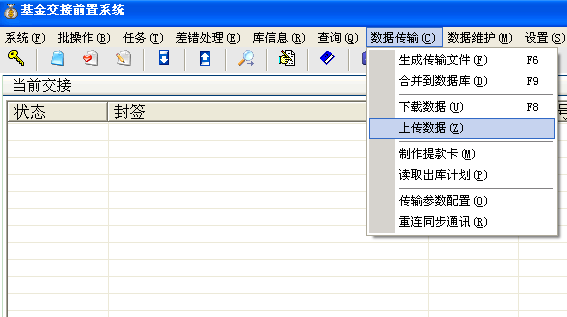 基金交接前置系统
系统(F) 批操作(B) 任务(T) 差错处理(E) 库信息(R) 查询(Q) 数据传输(C) 数据维护(M) 设置(S)
生成传输文件(F) F6
合并到数据库(D) F9
当前交接
下载数据(U) F8
状态 封签
上传数据(Z)
制作提款卡(M)
读取出库计划(P)
传输参数配置(O)
重连同步通讯(R)